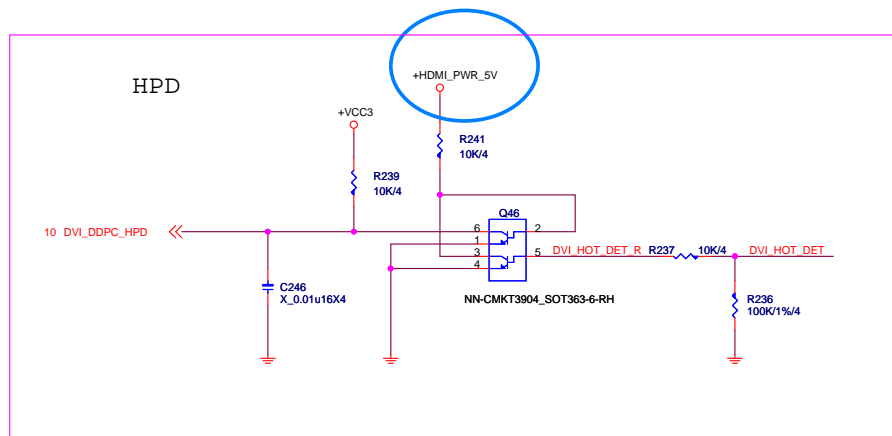 +HDMI_PWR_5V
HPD
+VCC3
R241
10K/4
R239
10K/4
Q46
10 DVI_DDPC_HPD
6
2
1
3
5
4
DVI_HOT_DET_R
R237
10K/4
DVI_HOT_DET
C246
X_0.01u16X4
NN-CMKT3904_SOT363-6-RH
R236
100K/1%/4